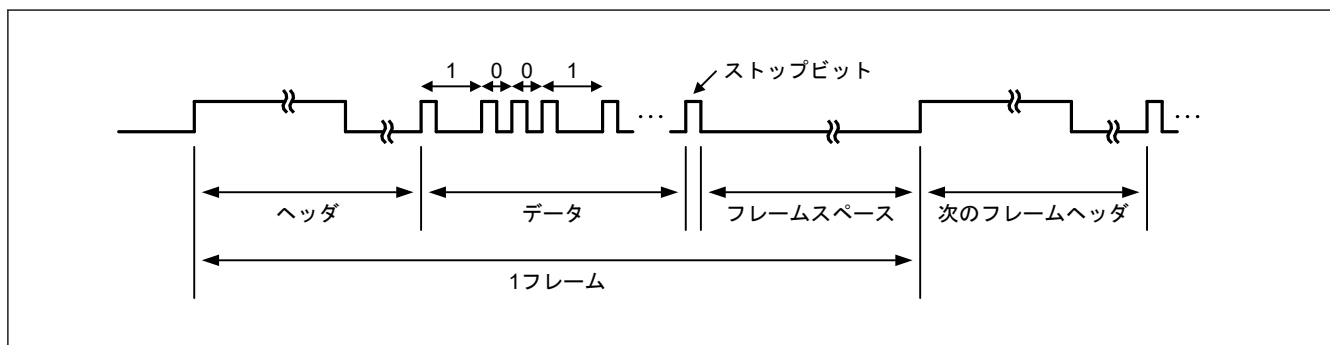 1 0 0 1
ストップビット
…
…
ヘッダ
データ
フレームスペース
次のフレームヘッダ
1フレーム